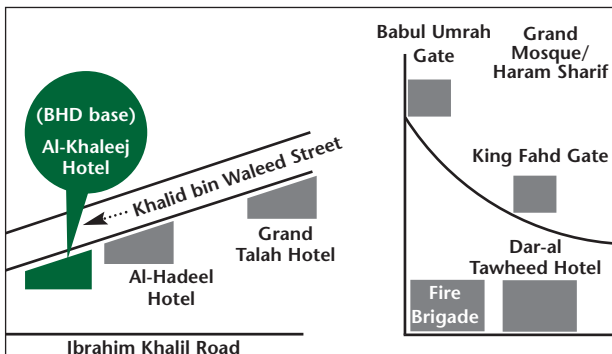 (BHD base)
Al-Khaleej
Hotel
Khalid bin Waleed Street
Grand
Talah Hotel
Al-Hadeel
Hotel
Ibrahim Khalil Road
Babul Umrah
Gate
Grand
Mosque/
Haram Sharif
King Fahd Gate
Dar-al
Tawheed Hotel
Fire
Brigade